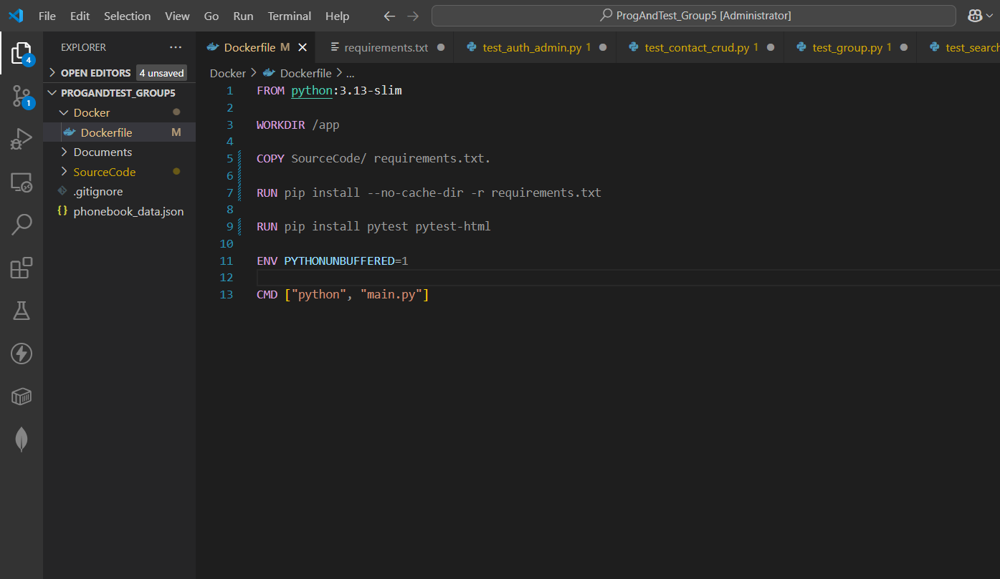 File Edit Selection View Go Run Terminal Help
ProgAndTest_Group5 [Administrator]
EXPLORER
Dockerfile M
requirements.txt
test_auth_admin.py 1
test_contact_crud.py 1
test_group.py 1
test_search
4
OPEN EDITORS 4 unsaved
Docker > Dockerfile > ...
1
PROGANDTEST_GROUP5
Docker
Dockerfile M
Documents
SourceCode
.gitignore
{} phonebook_data.json
1 FROM python:3.13-slim
2
3 WORKDIR /app
4
5 COPY SourceCode/ requirements.txt.
6
7 RUN pip install --no-cache-dir -r requirements.txt
8
9 RUN pip install pytest pytest-html
10
11 ENV PYTHONUNBUFFERED=1
12
13 CMD ["python", "main.py"]